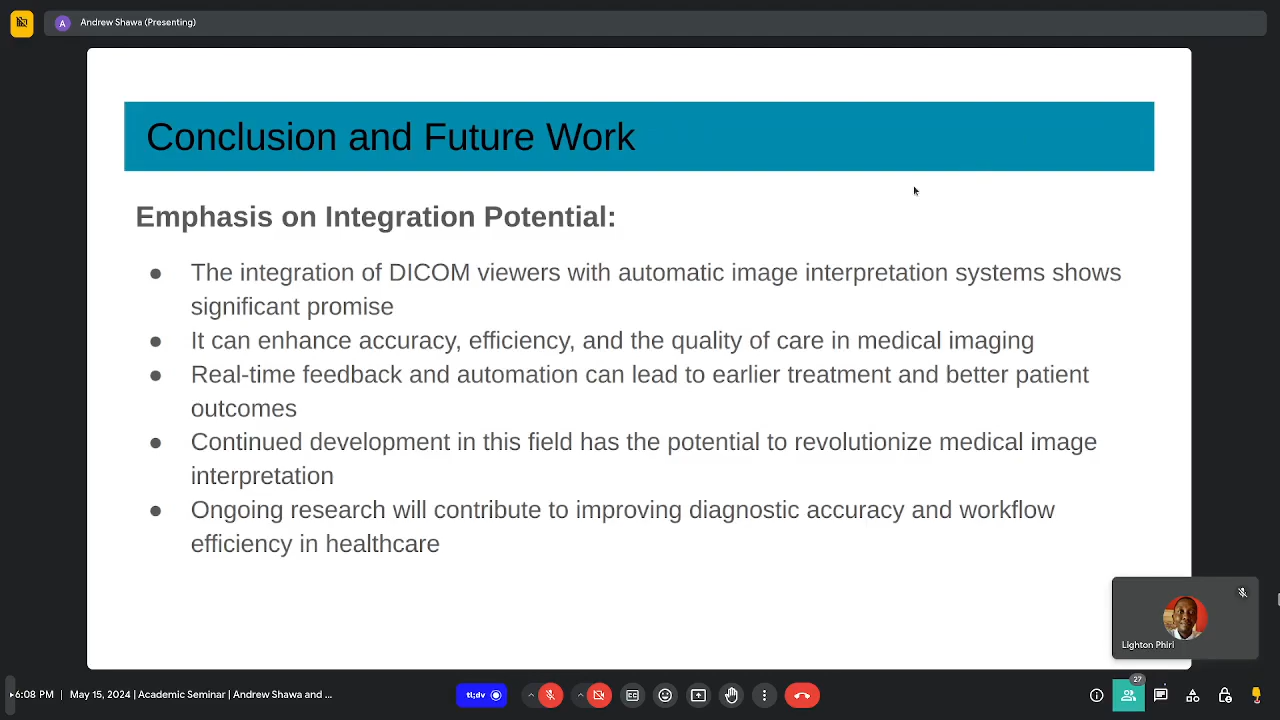 A Andrew Shawa (Presenting)
Conclusion and Future Work
Emphasis on Integration Potential:
● The integration of DICOM viewers with automatic image interpretation systems shows
significant promise
● It can enhance accuracy, efficiency, and the quality of care in medical imaging
● Real-time feedback and automation can lead to earlier treatment and better patient
outcomes
● Continued development in this field has the potential to revolutionize medical image
interpretation
● Ongoing research will contribute to improving diagnostic accuracy and workflow
efficiency in healthcare
Lighton Phiri
27
6:08 PM | May 15, 2024 | Academic Seminar | Andrew Shawa and ...
tl;dv